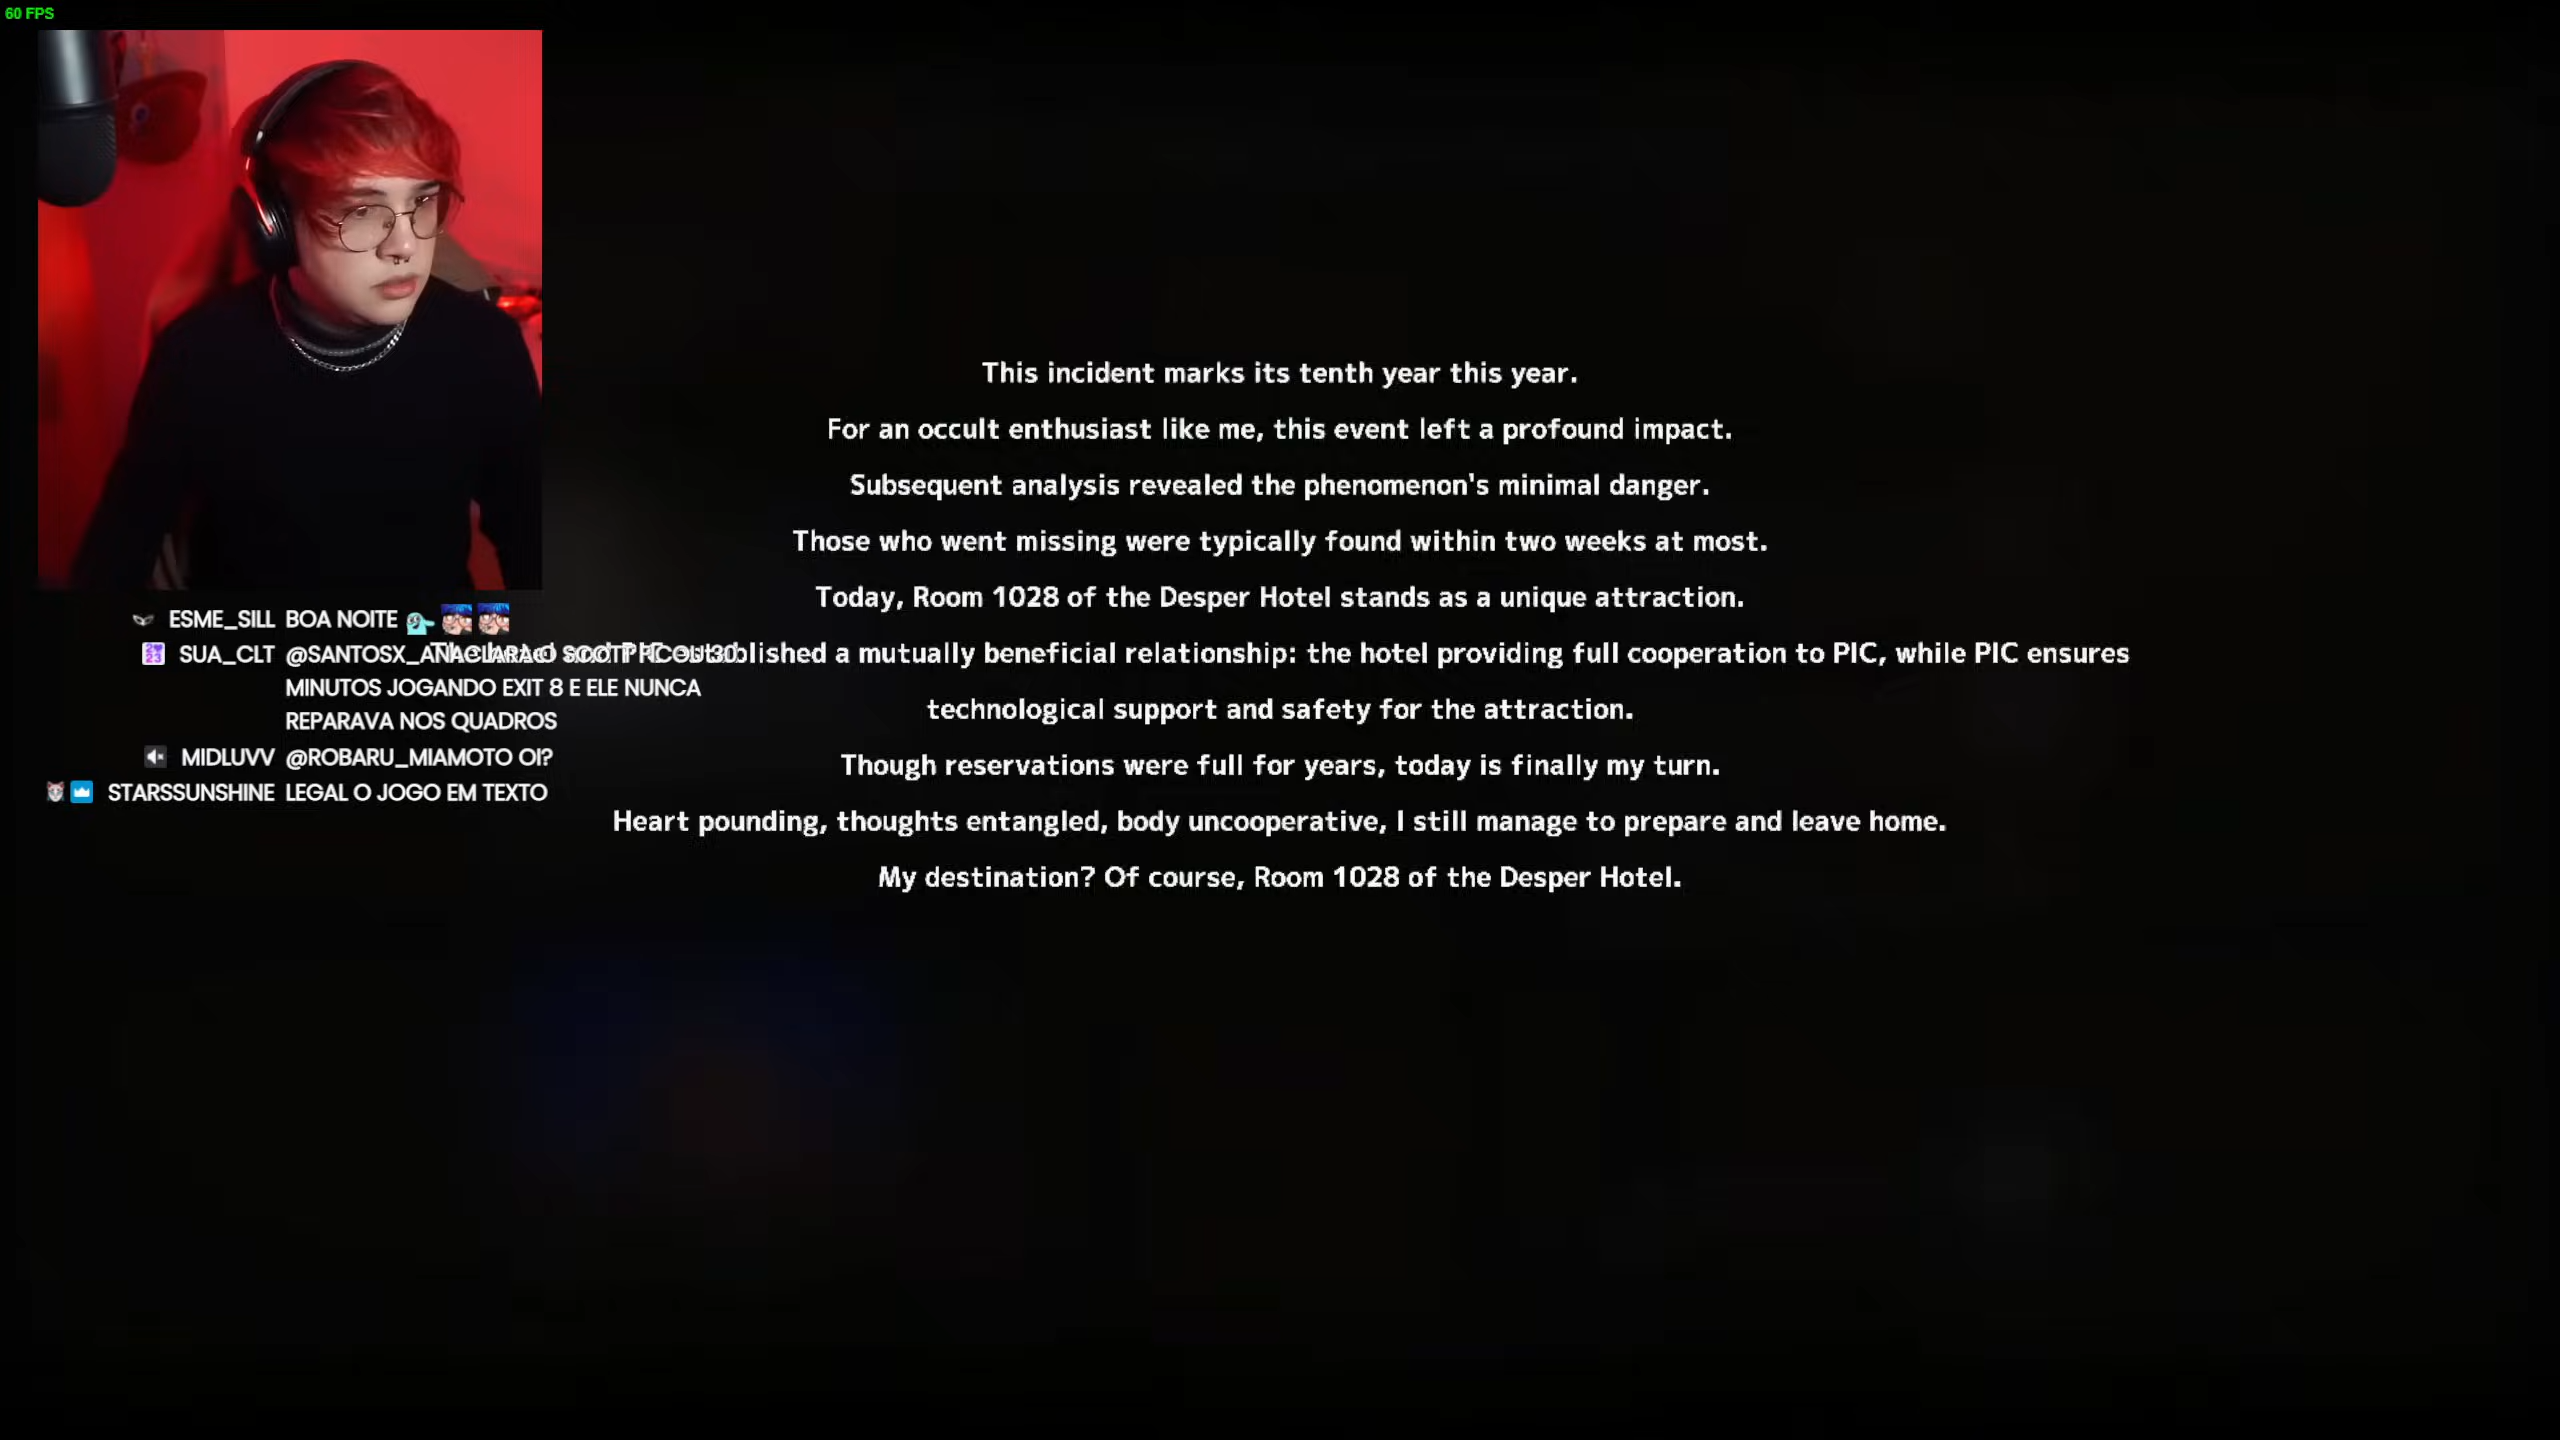 60 FPS
This incident marks its tenth year this year.
For an occult enthusiast like me, this event left a profound impact.
Subsequent analysis revealed the phenomenon's minimal danger.
Those who went missing were typically found within two weeks at most.
Today, Room 1028 of the Desper Hotel stands as a unique attraction.
a mutually beneficial relationship: the hotel providing full cooperation to PIC, while PIC ensures
technological support and safety for the attraction.
Though reservations were full for years, today is finally my turn.
Heart pounding, thoughts entangled, body uncooperative, I still manage to prepare and leave home.
My destination? Of course, Room 1028 of the Desper Hotel.
ESME_SILL BOA NOITE
SUA_CLT
MINUTOS JOGANDO EXIT 8 E ELE NUNCA
REPARAVA NOS QUADROS
MIDLUVV @ROBARU_MIAMOTO OI?
STARSSUNSHINE LEGAL O JOGO EM TEXTO